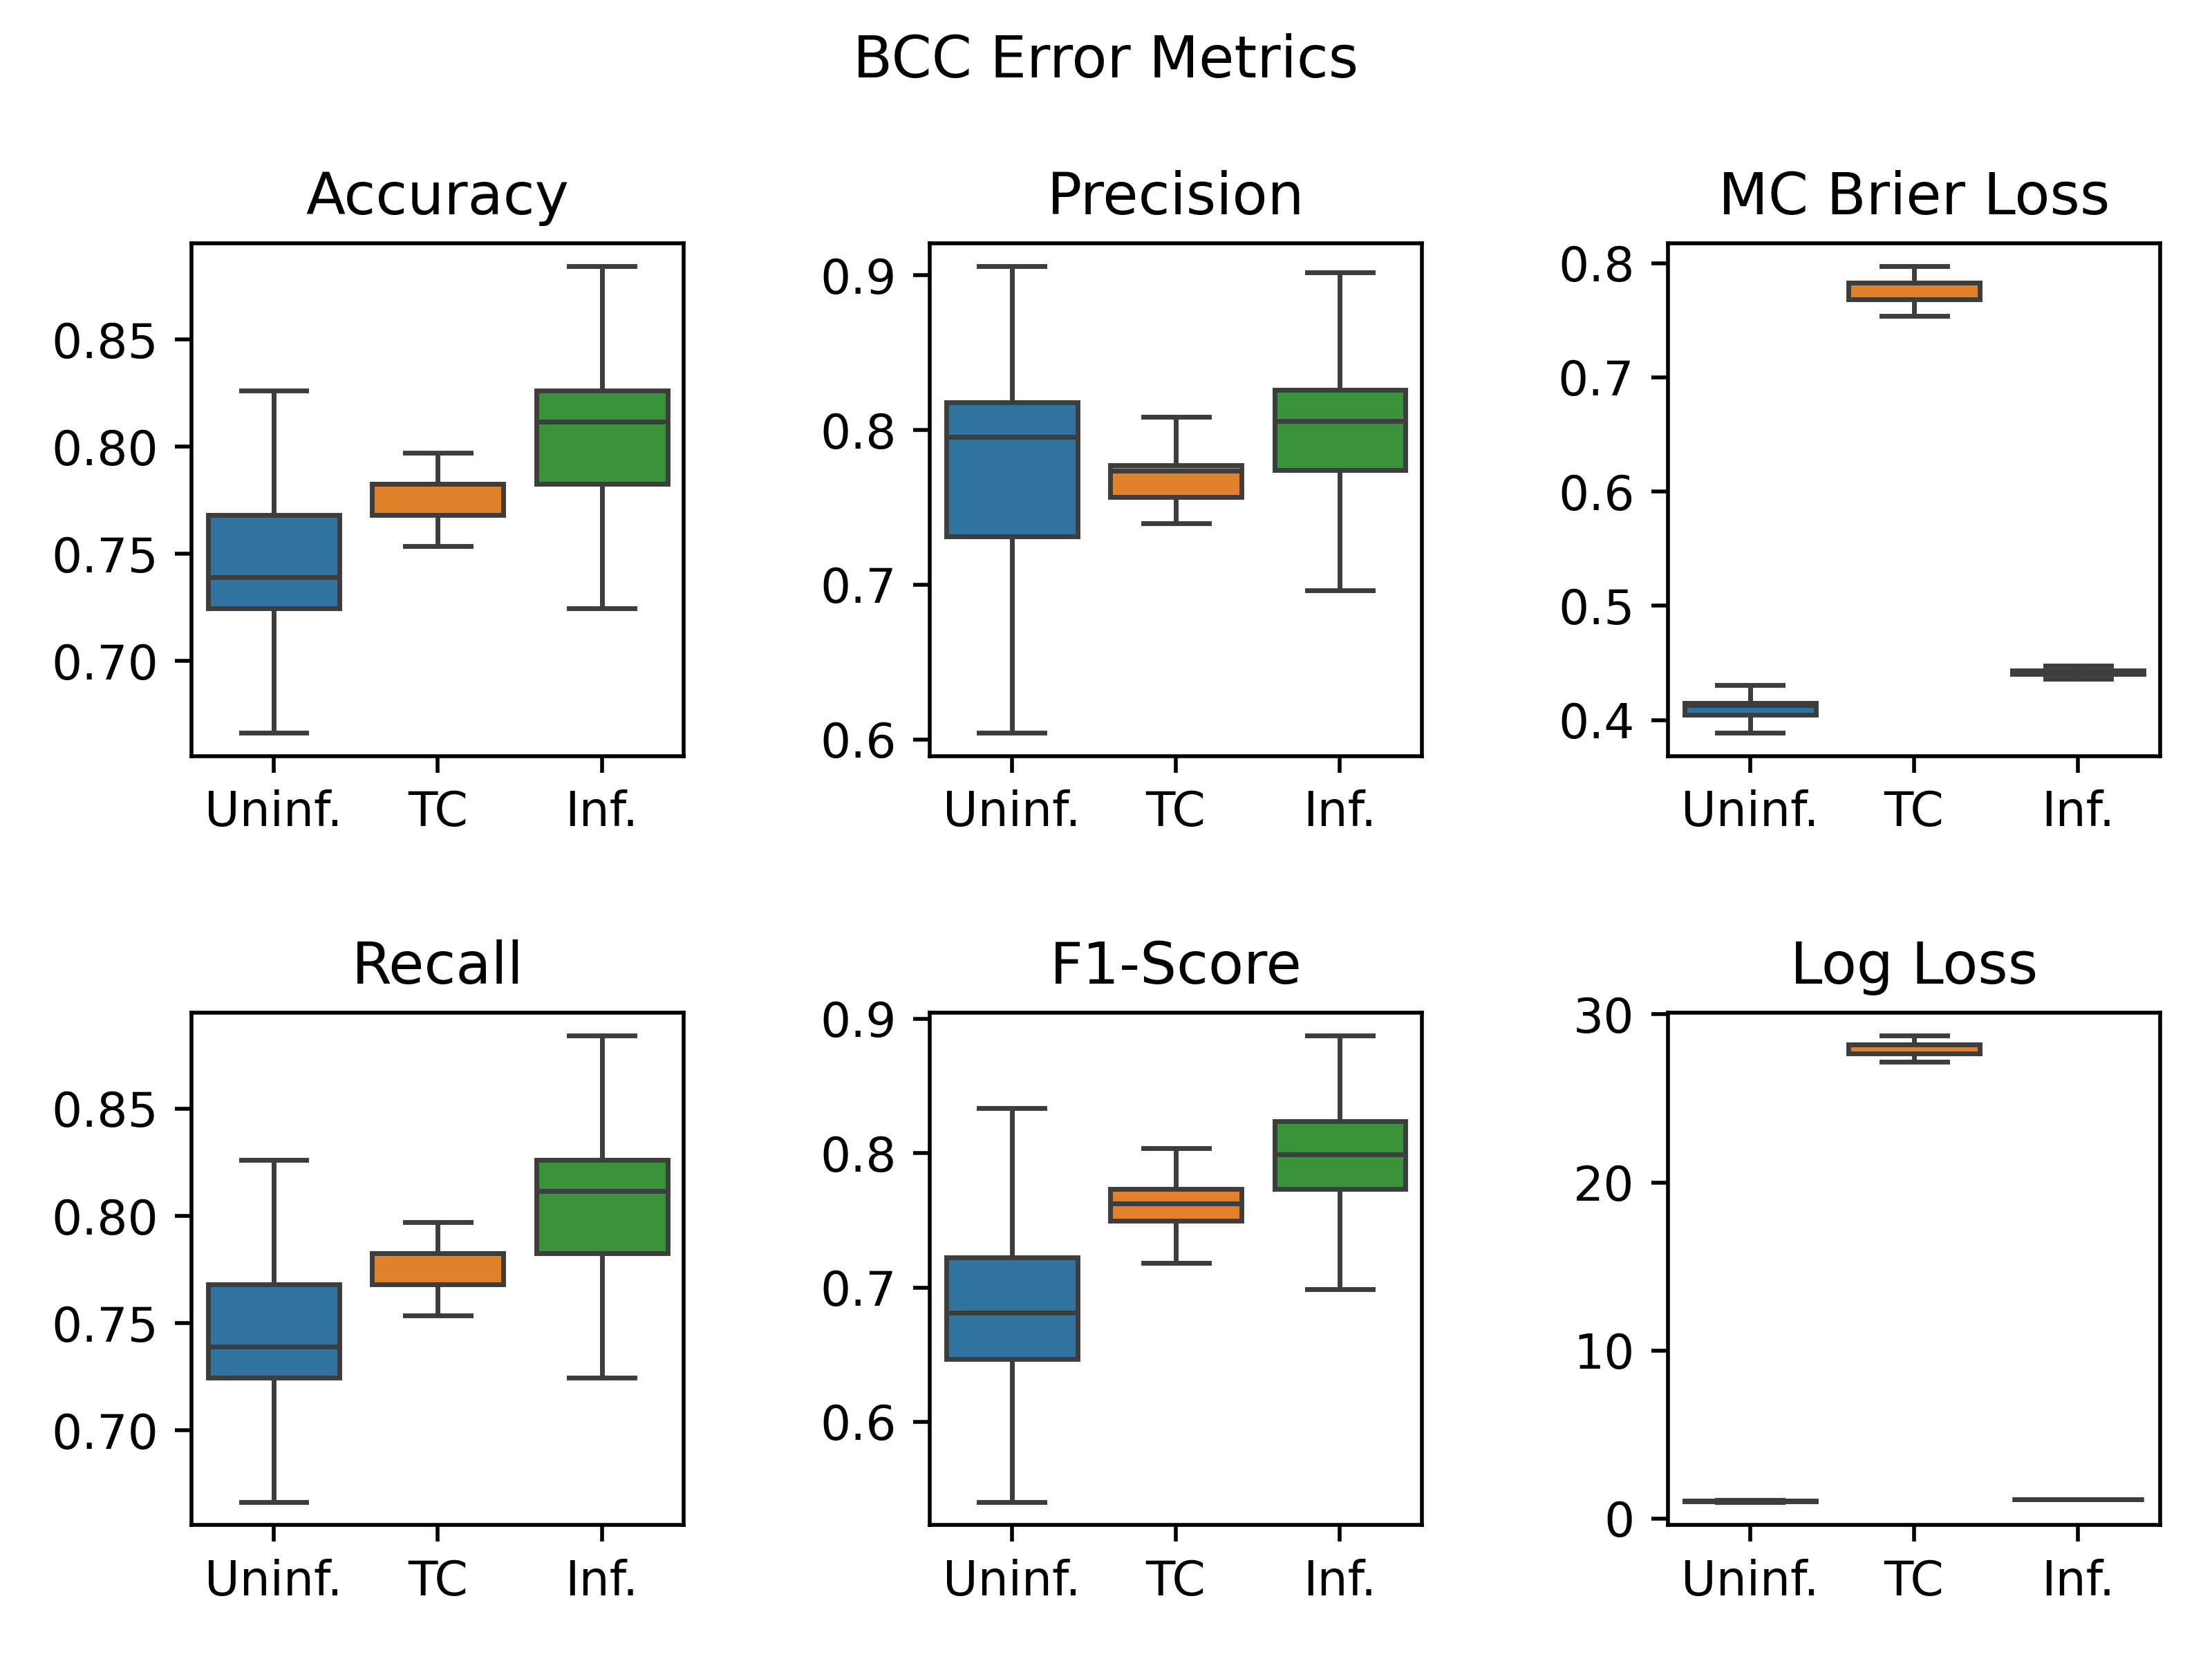 BCC Error Metrics
Accuracy
0.85
0.80
0.75
0.70
Uninf. TC Inf.
Precision
0.9
0.8
0.7
0.6
Uninf. TC Inf.
MC Brier Loss
0.8
0.7
0.6
0.5
0.4
Uninf. TC Inf.
Recall
0.85
0.80
0.75
0.70
Uninf. TC Inf.
F1-Score
0.9
0.8
0.7
0.6
Uninf. TC Inf.
Log Loss
30
20
10
0
Uninf. TC Inf.